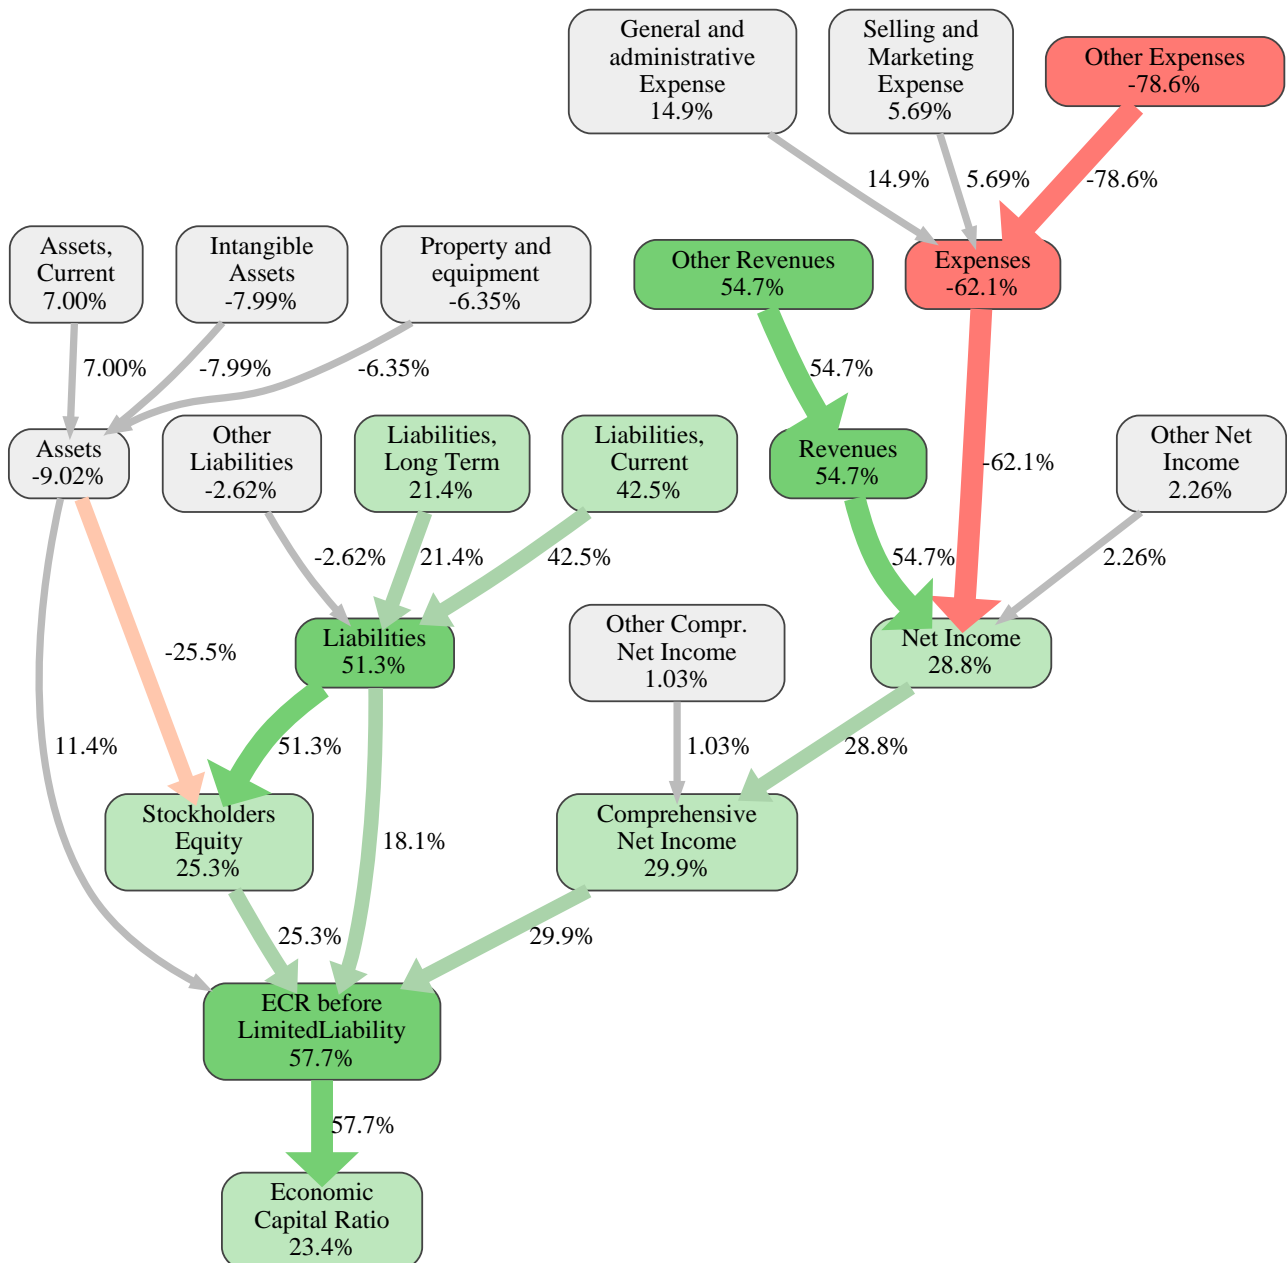 General and
administrative
Expense
14.9%
Selling and
Marketing
Expense
5.69%
Other Expenses
-78.6%
14.9%
5.69%
-78.6%
Assets,
Current
7.00%
Intangible
Assets
-7.99%
Property and
equipment
-6.35%
Other Revenues
54.7%
Expenses
-62.1%
7.00%
-7.99%
-6.35%
54.7%
-62.1%
Assets
-9.02%
Other
Liabilities
-2.62%
Liabilities,
Long Term
21.4%
Liabilities,
Current
42.5%
Revenues
54.7%
Other Net
Income
2.26%
-2.62%
21.4%
42.5%
54.7%
2.26%
-25.5%
Liabilities
51.3%
Other Compr.
Net Income
1.03%
Net Income
28.8%
11.4%
51.3%
1.03%
28.8%
Stockholders
Equity
25.3%
18.1%
Comprehensive
Net Income
29.9%
25.3%
29.9%
ECR before
LimitedLiability
57.7%
57.7%
Economic
Capital Ratio
23.4%